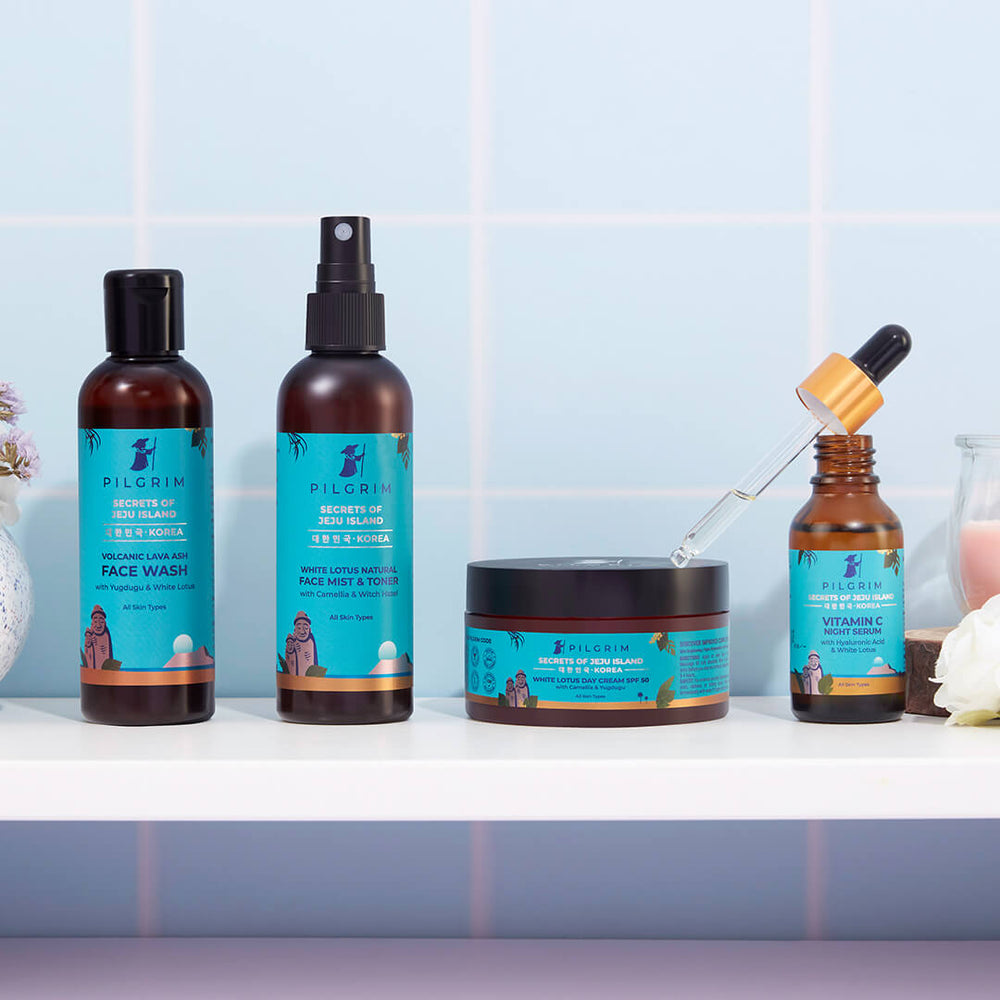 PILGRIM
SECRETS OF
JEJU ISLAND
대한민국·KOREA
VOLCANIC LAVA ASH
FACE WASH
with Yugdugu & White Lotus
All Skin Types
PILGRIM
SECRETS OF
JEJU ISLAND
대한민국·KOREA
WHITE LOTUS NATURAL
FACE MIST & TONER
with Camellia & Witch Hazel
All Skin Types
PILGRIM
SECRETS OF JEJU ISLAND
대한민국·KOREA
WHITE LOTUS DAY CREAM SPF 50
with Camellia & Yugdugu
All Skin Types
PILGRIM
SECRETS OF JEJU ISLAND
대한민국·KOREA
VITAMIN C
NIGHT SERUM
with Hyaluronic Acid
& White Lotus
All Skin Types